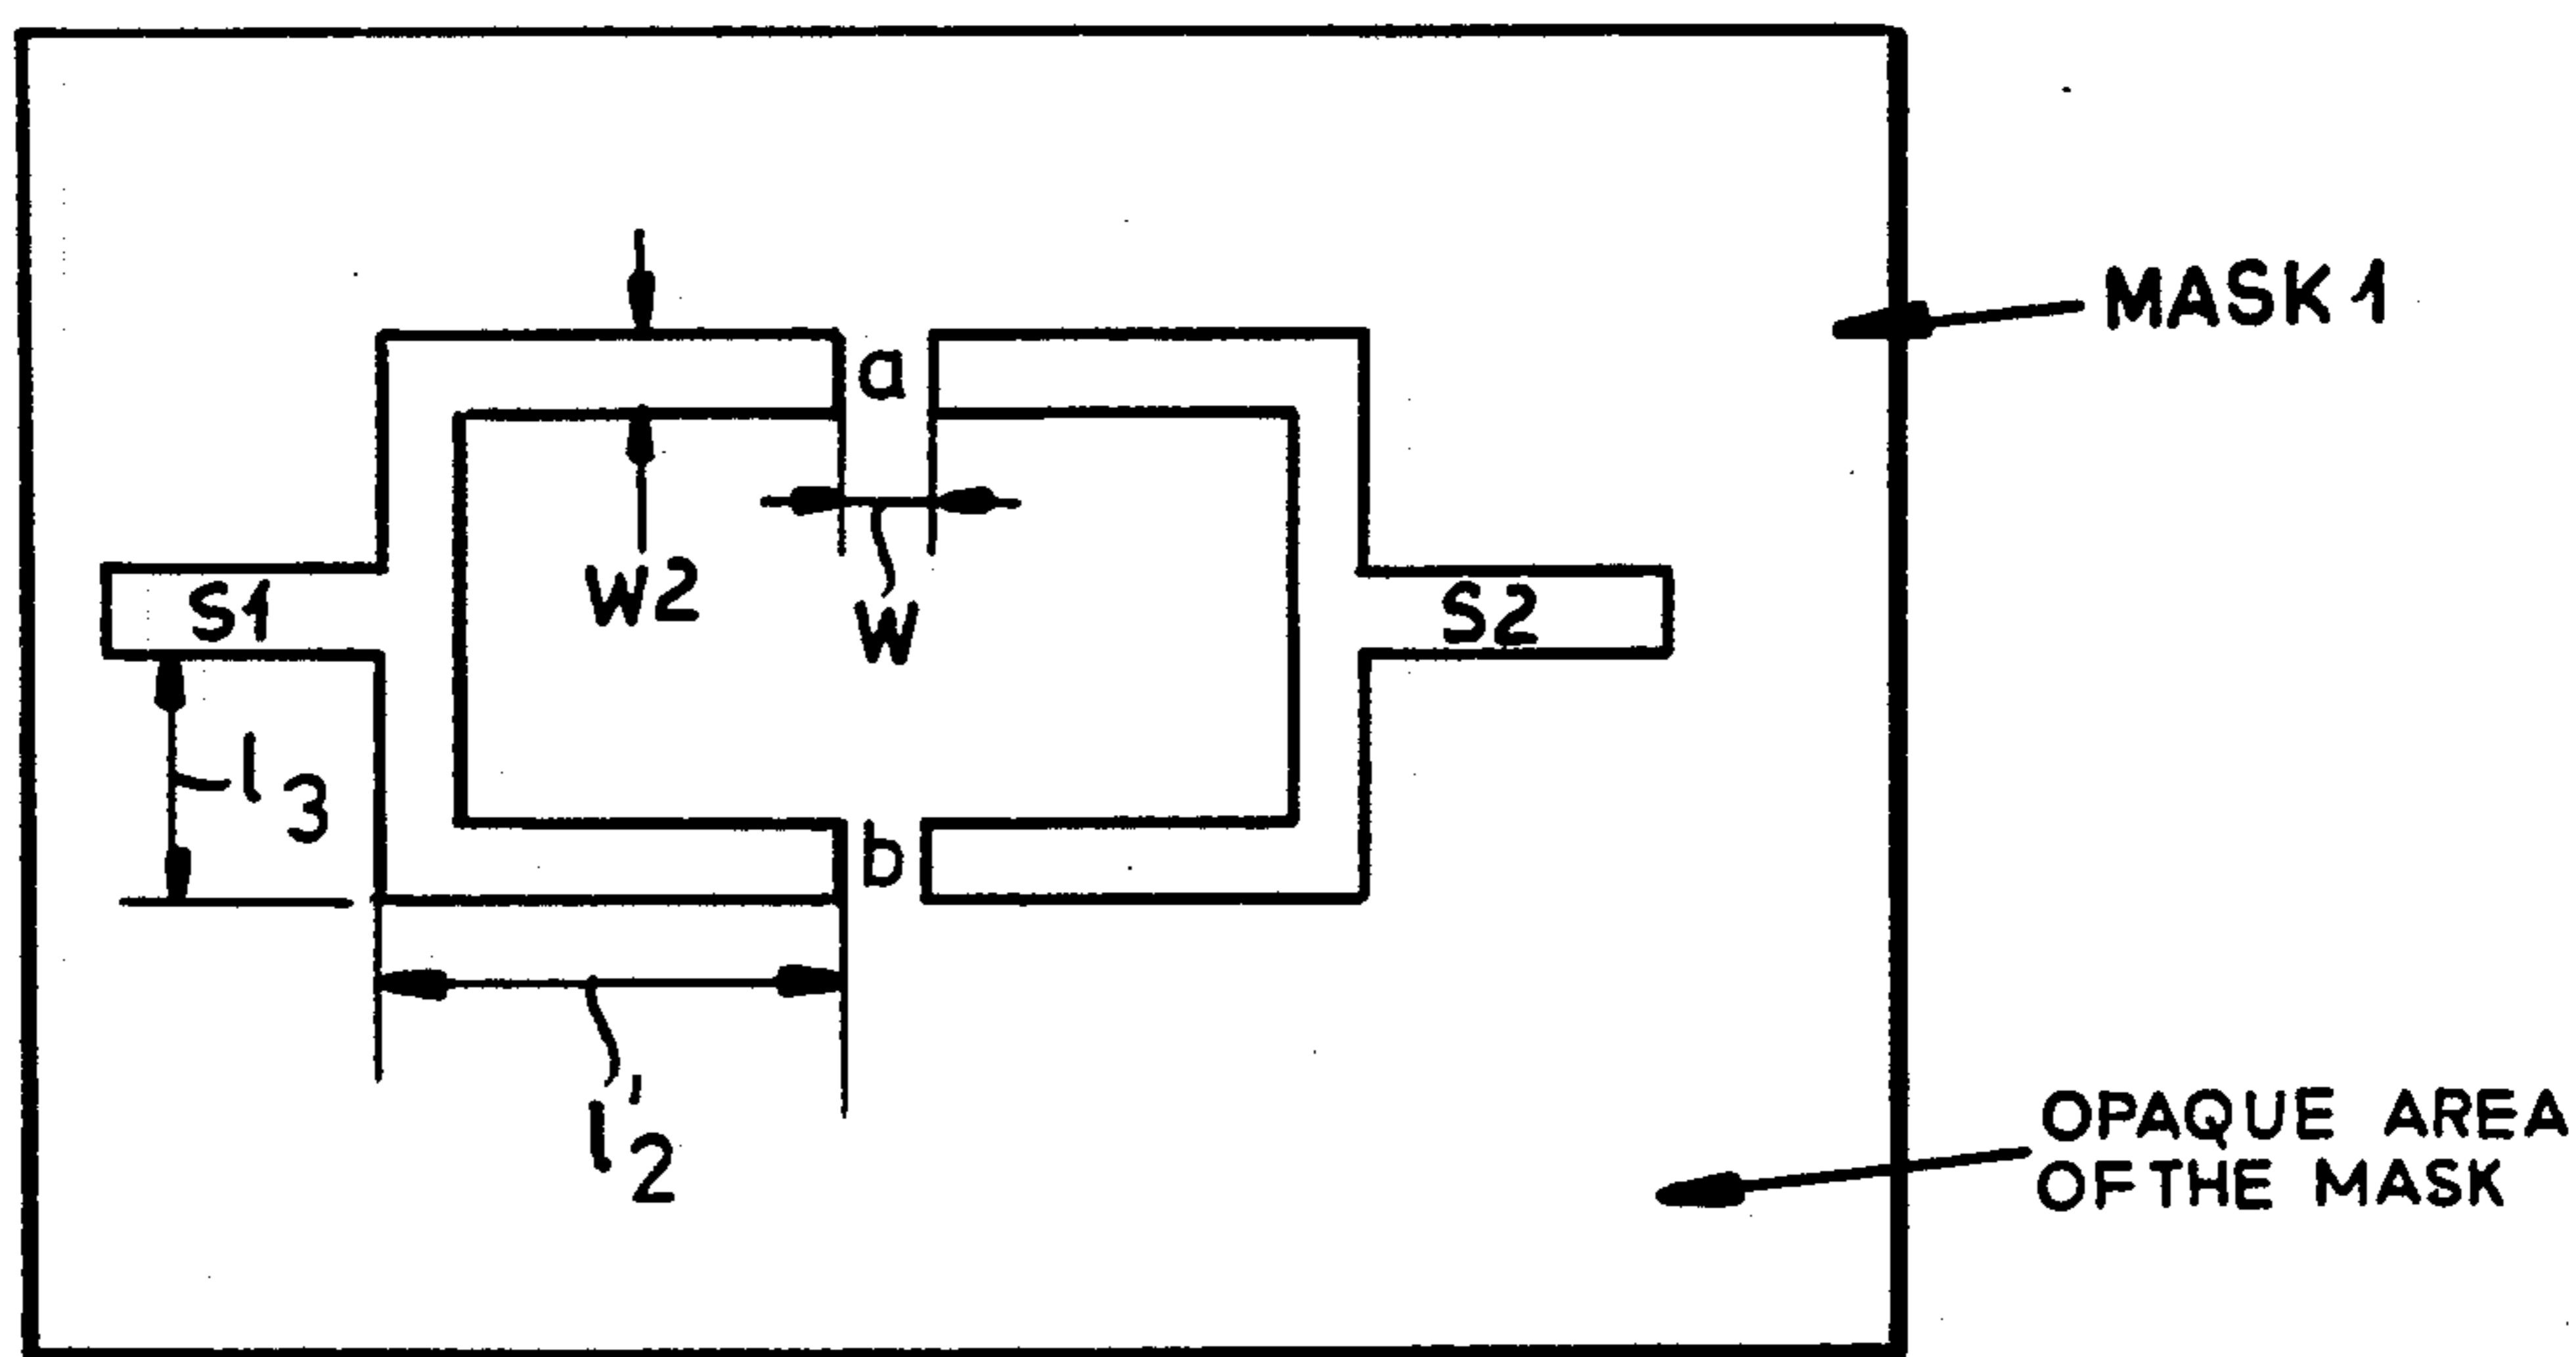 MASK 1
a
S1
W2
W
S2
l3
b
l'2
OPAQUE AREA
OF THE MASK